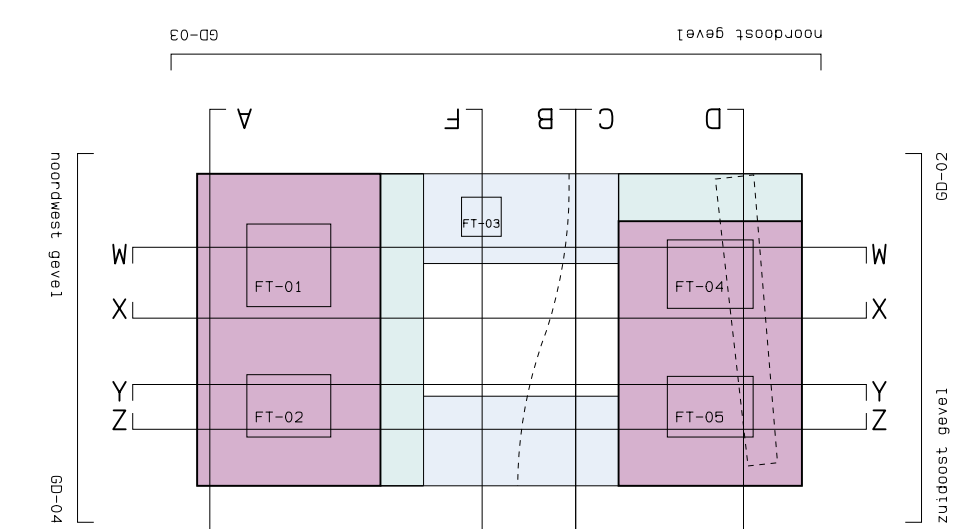 GD-03 noordoost gevel
A F B C D
noordwest gevel
GD-02
FT-03
M M
FT-01 FT-04
X X
Y Y
FT-02 FT-05
Z Z
GD-04
zuidoost gevel